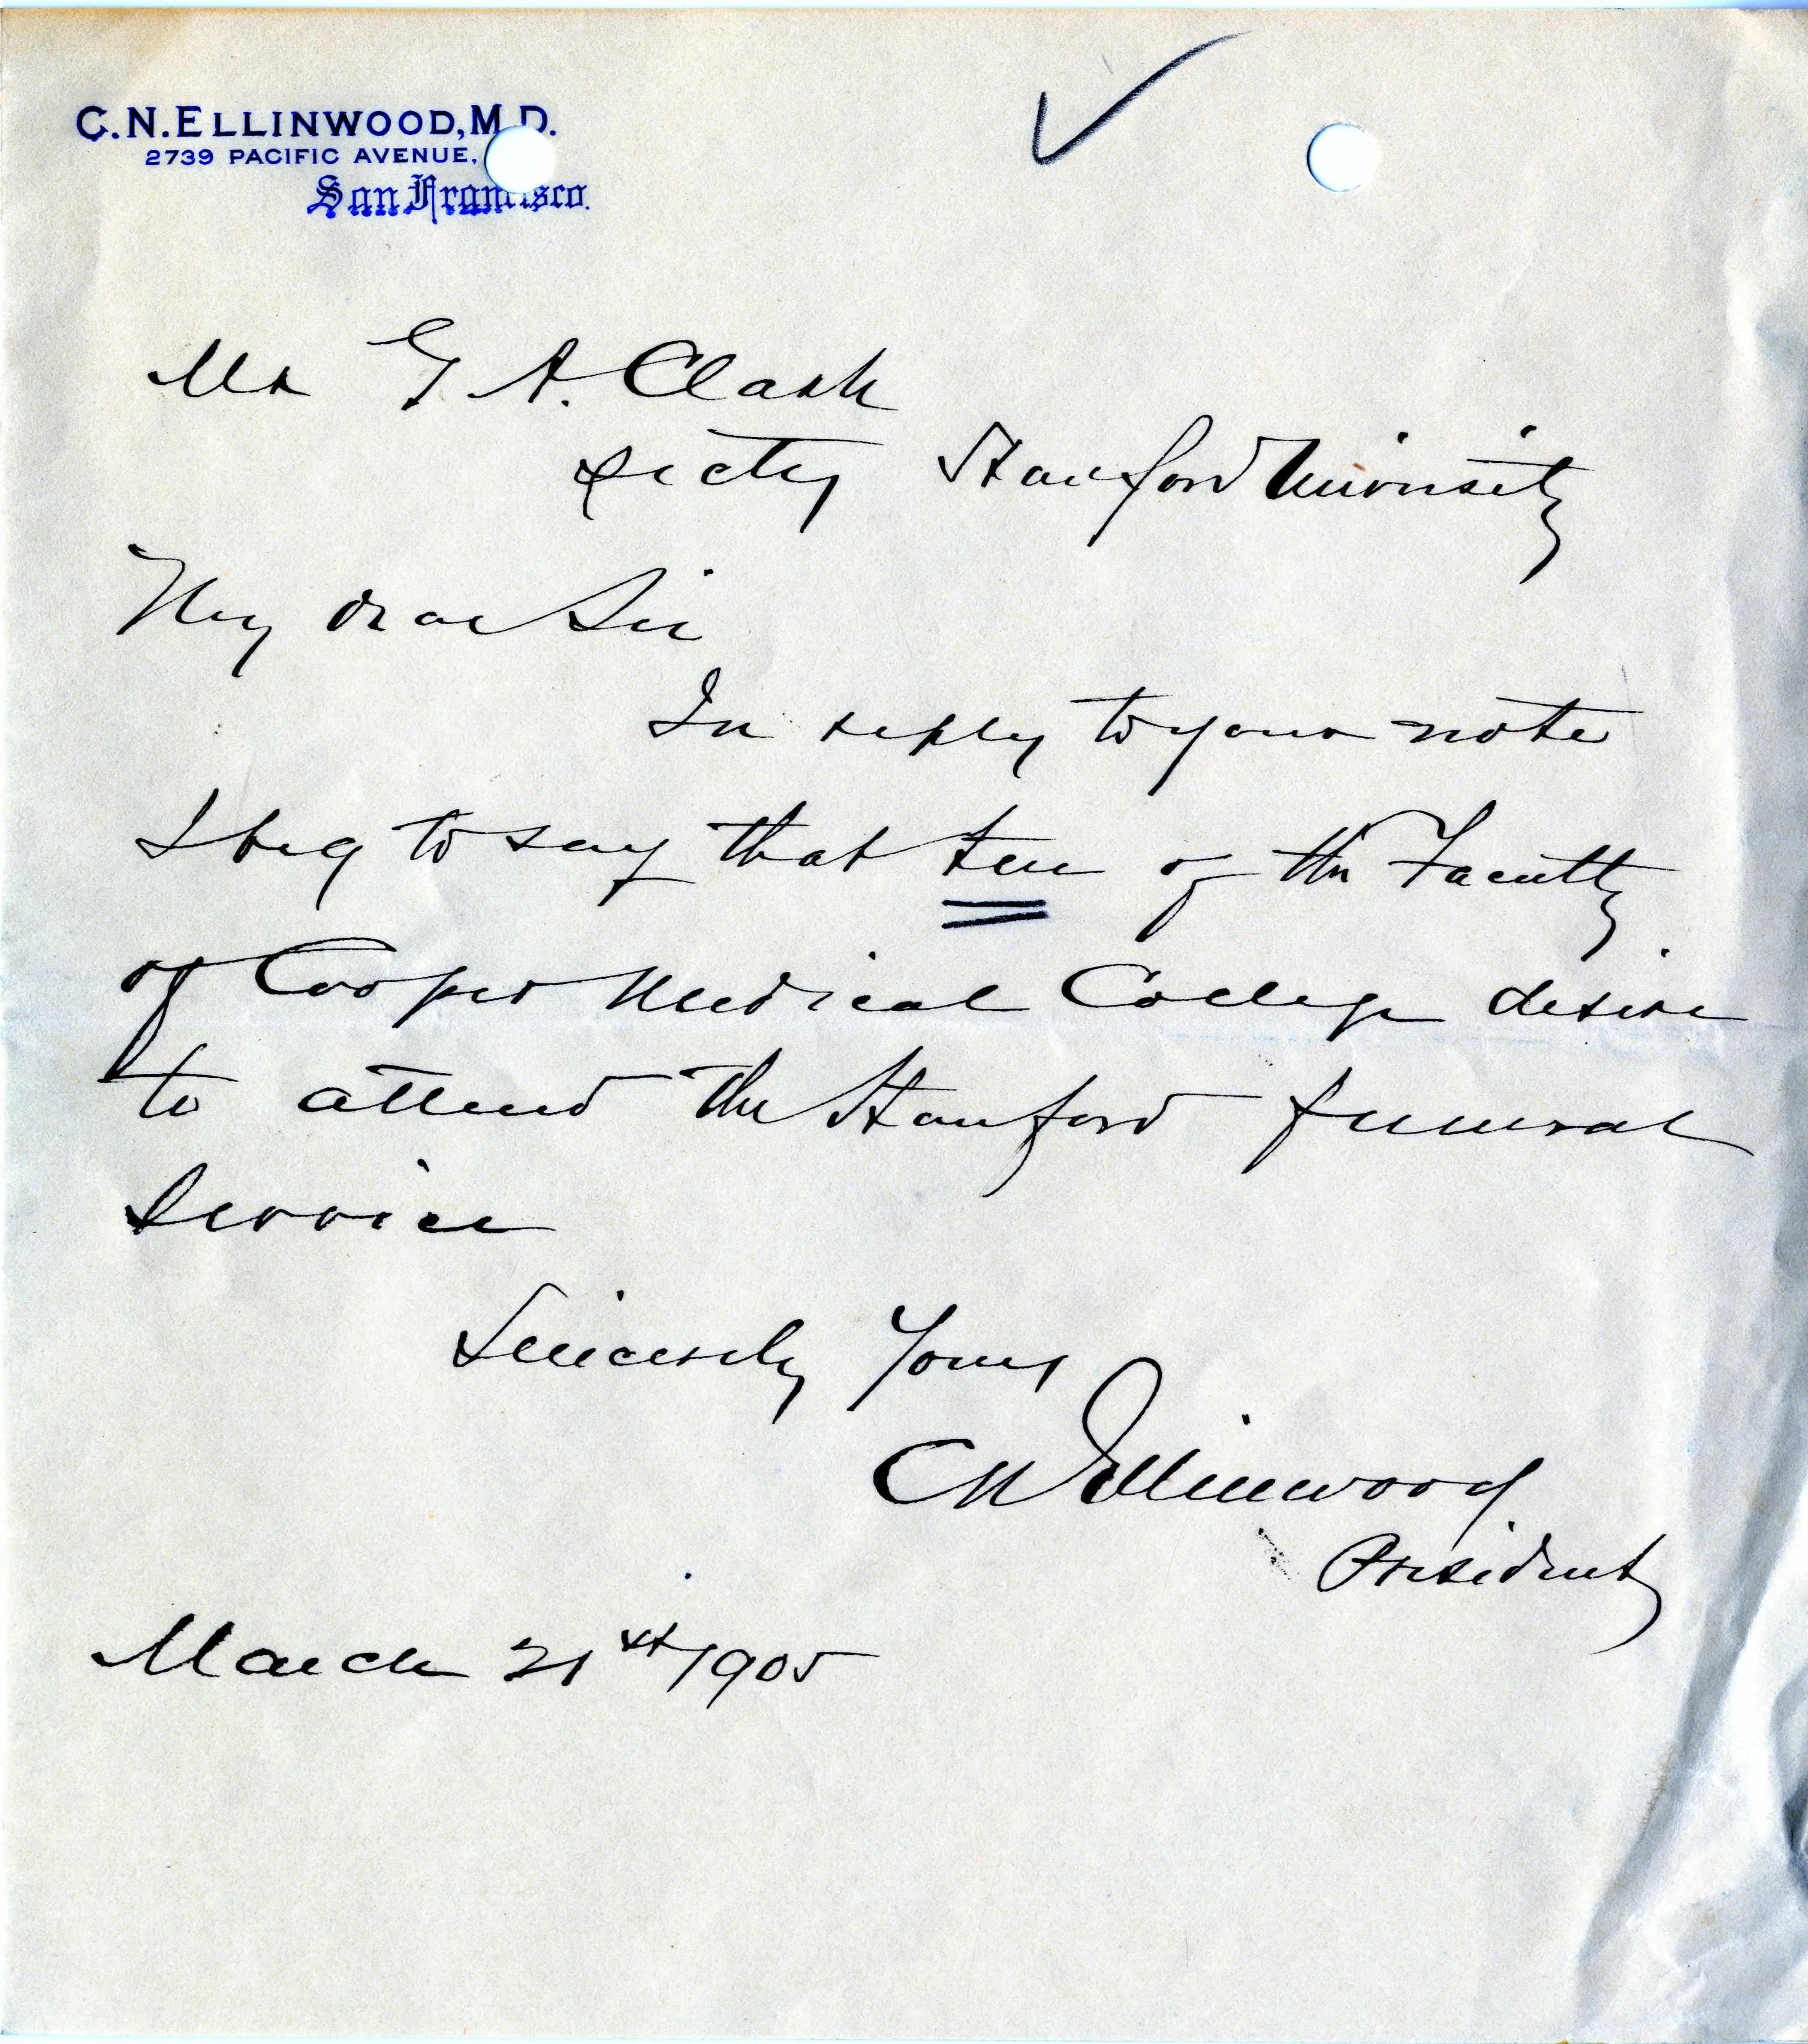 C.N. ELLINWOOD, M.D.
2739 PACIFIC AVENUE,
San Francisco.
Mr G A. Clark
Secty Stanford University
My dear Sir
In reply to your note
I beg to say that ten of the Faculty
of Cooper Medical College desire
to attend the Stanford funeral
service
Sincerely Yours
C N Ellinwood
President
March 21st 1905